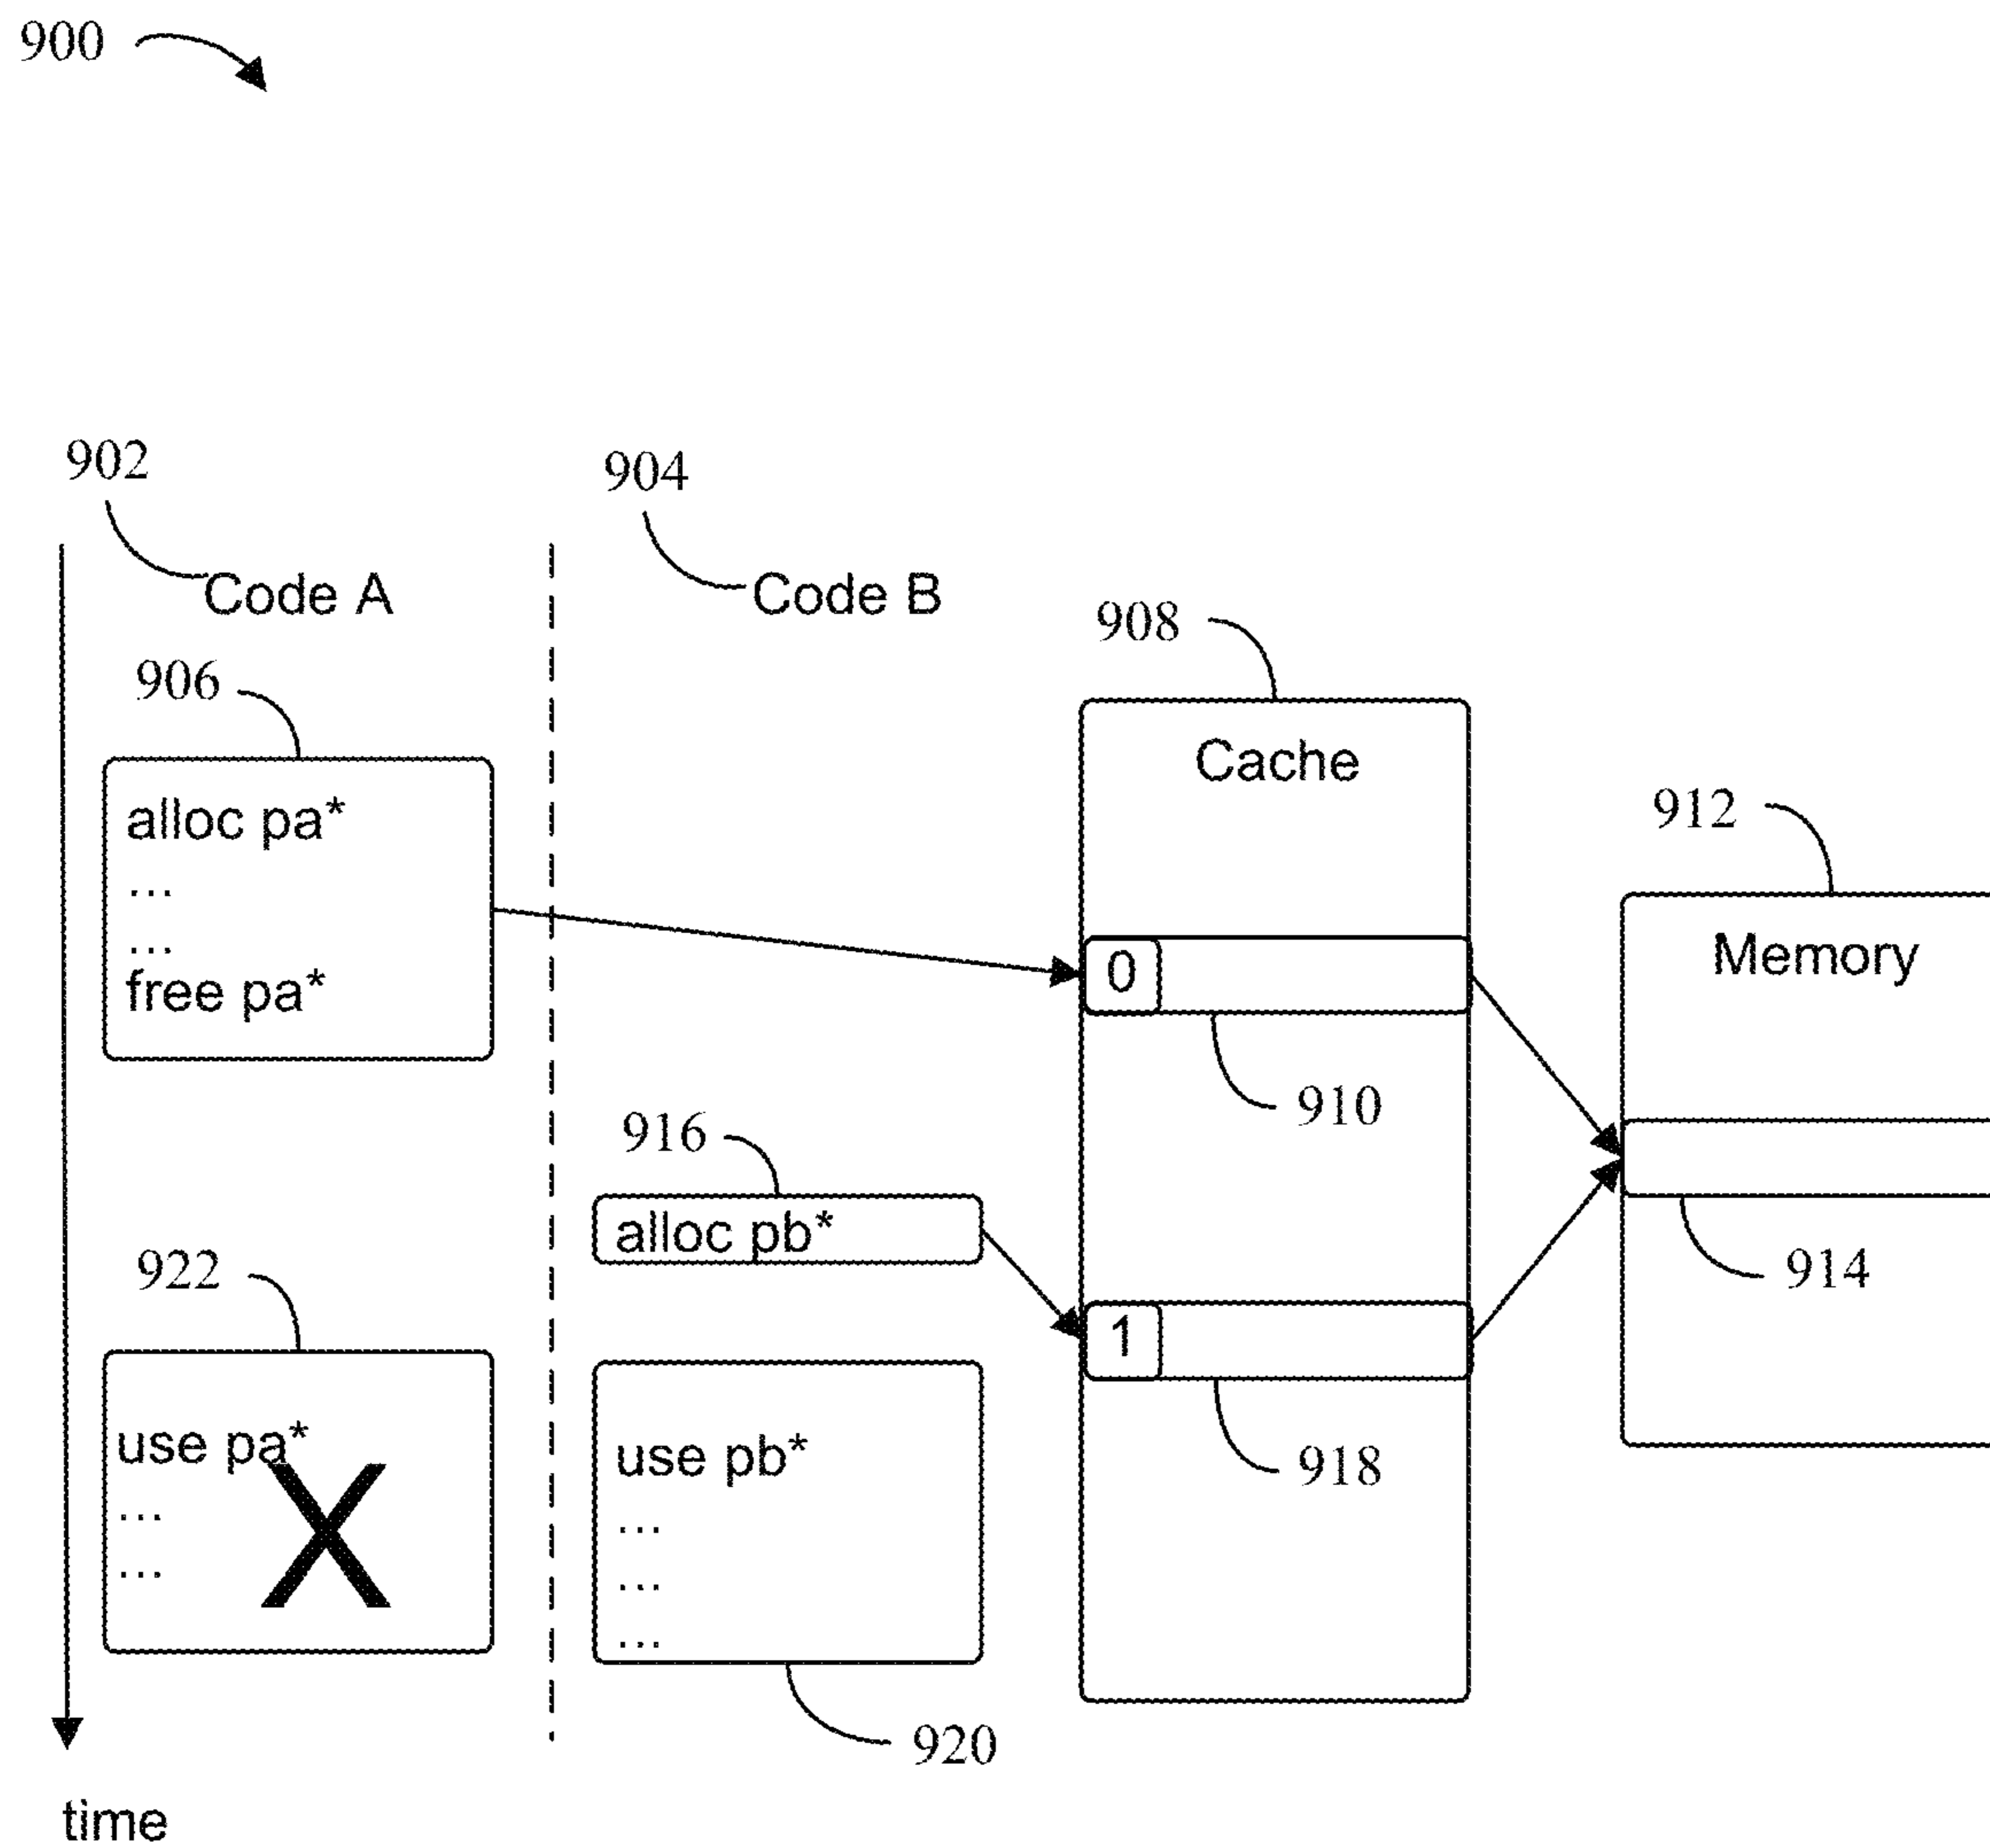 900
902
904
Code A
Code B
908
906
Cache
alloc pa*
...
...
free pa*
912
Memory
0
910
916
alloc pb*
914
922
1
918
use pa*
...
...
X
use pb*
...
...
...
920
time